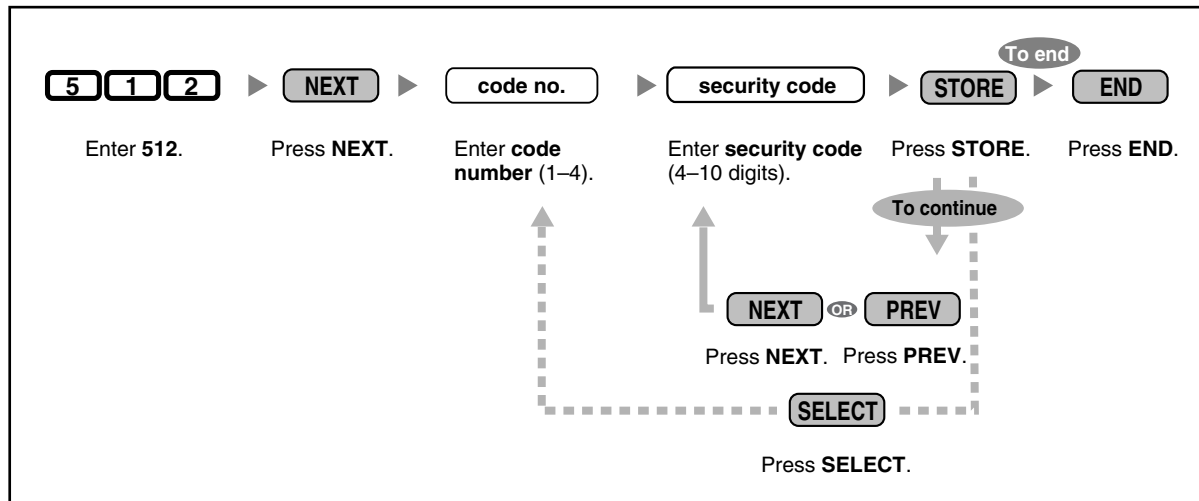 To end
5 1 2 NEXT code no. security code STORE END
Enter 512. Press NEXT. Enter code number (1–4). Enter security code (4–10 digits). Press STORE. Press END.
To continue
NEXT OR PREV
Press NEXT. Press PREV.
SELECT
Press SELECT.